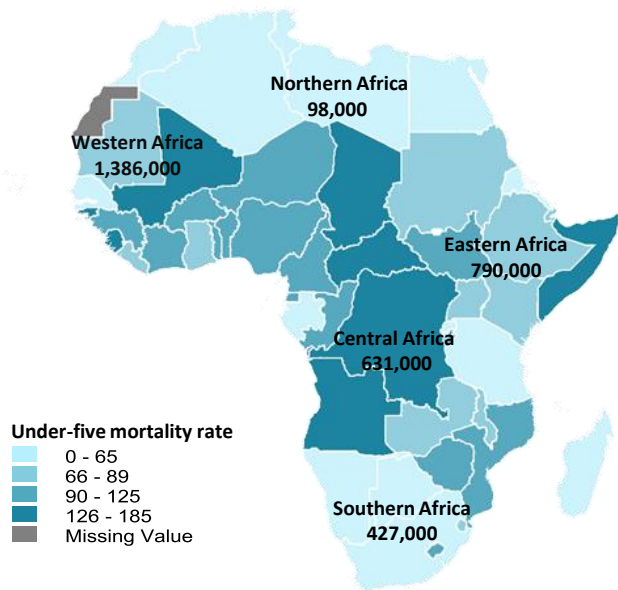 Northern Africa
98,000
Western Africa
1,386,000
Eastern Africa
790,000
Central Africa
631,000
Southern Africa
427,000
Under-five mortality rate
0 - 65
66 - 89
90 - 125
126 - 185
Missing Value